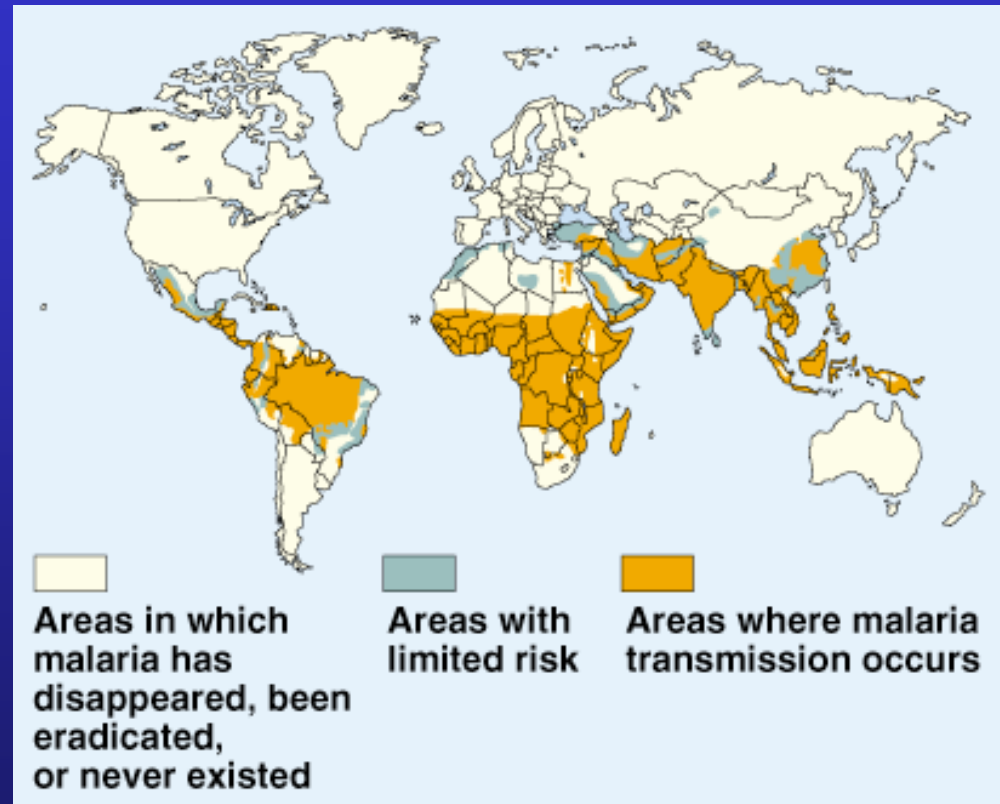 Areas in which
malaria has
disappeared, been
eradicated,
or never existed
Areas with
limited risk
Areas where malaria
transmission occurs